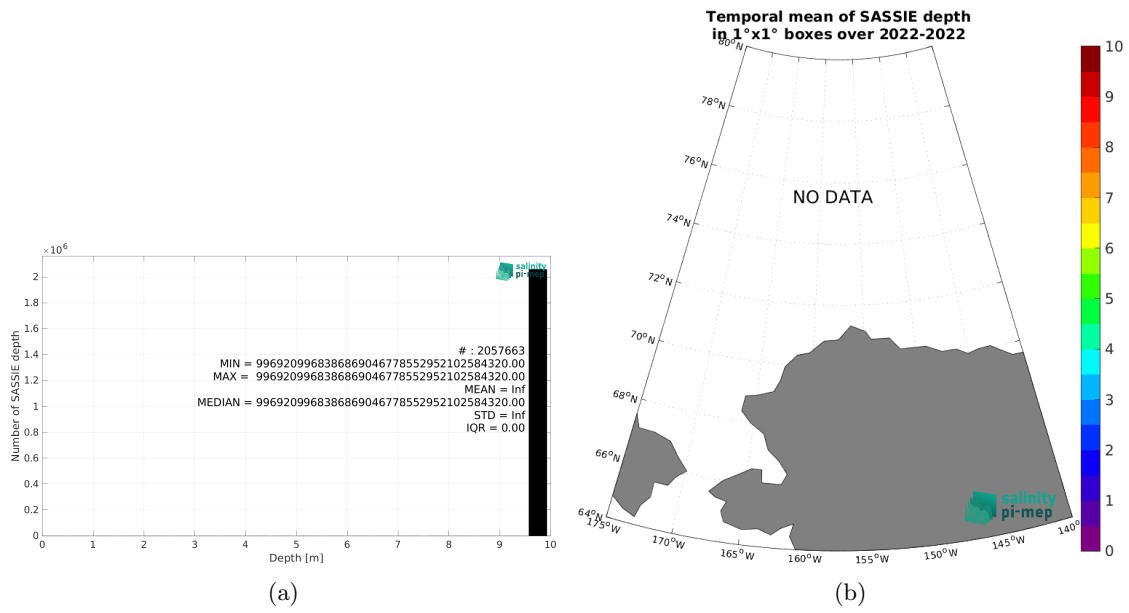 ×10⁶
2
1.8
1.6
1.4
1.2
1
0.8
0.6
0.4
0.2
0
Number of SASSIE depth
salinity
pi-mep
# : 2057663
MIN = 9969209968386869046778552952102584320.00
MAX = 9969209968386869046778552952102584320.00
MEAN = Inf
MEDIAN = 9969209968386869046778552952102584320.00
STD = Inf
IQR = 0.00
0 1 2 3 4 5 6 7 8 9 10
Depth [m]
(a)
Temporal mean of SASSIE depth
in 1°x1° boxes over 2022-2022
80°N
78°N
76°N
74°N
72°N
70°N
68°N
66°N
64°N
NO DATA
175°W
170°W
165°W
160°W
155°W
150°W
145°W
140°
salinity
pi-mep
10
9
8
7
6
5
4
3
2
1
0
(b)